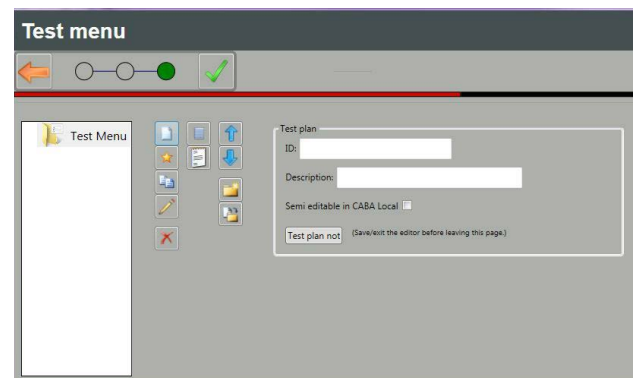 Test menu
Test Menu
Test plan
ID:
Description:
Semi editable in CABA Local
Test plan not (Save/exit the editor before leaving this page.)